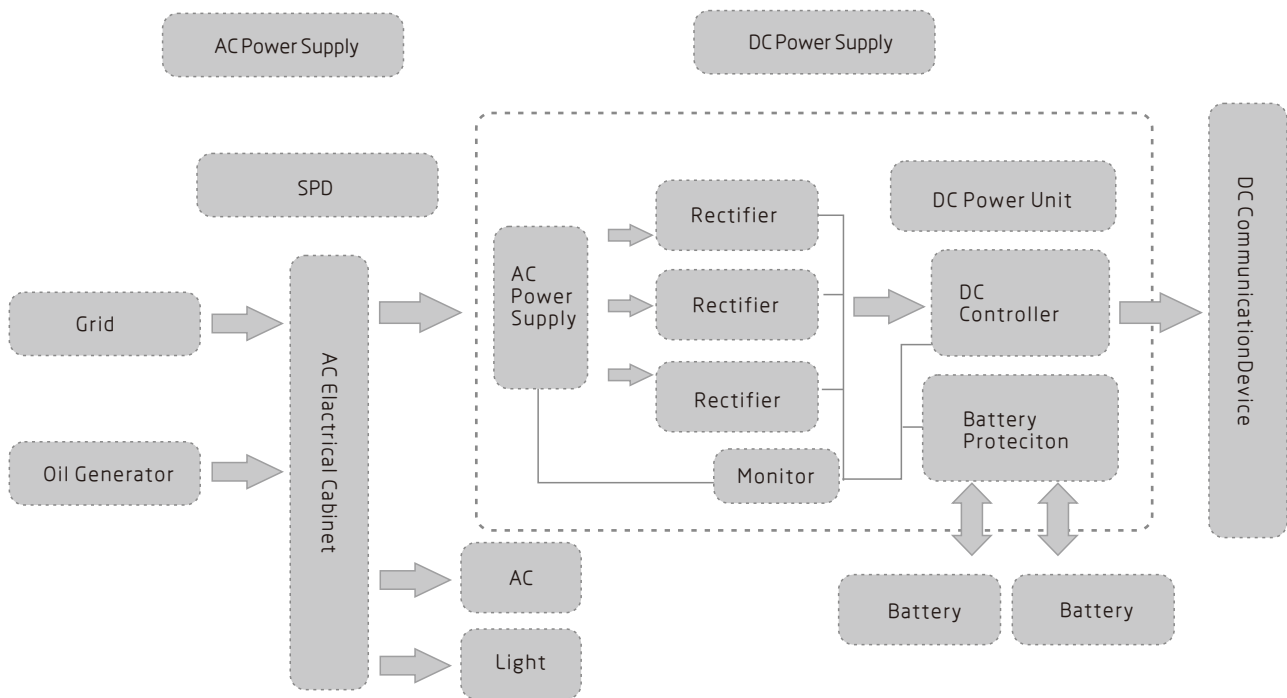 AC Power Supply
DC Power Supply
SPD
DC Power Unit
Rectifier
AC
Power
Supply
Rectifier
DC
Controller
Grid
Rectifier
Battery
Proteciton
Oil Generator
Monitor
AC Elactrical Cabinet
DC CommunicationDevice
AC
Battery
Battery
Light